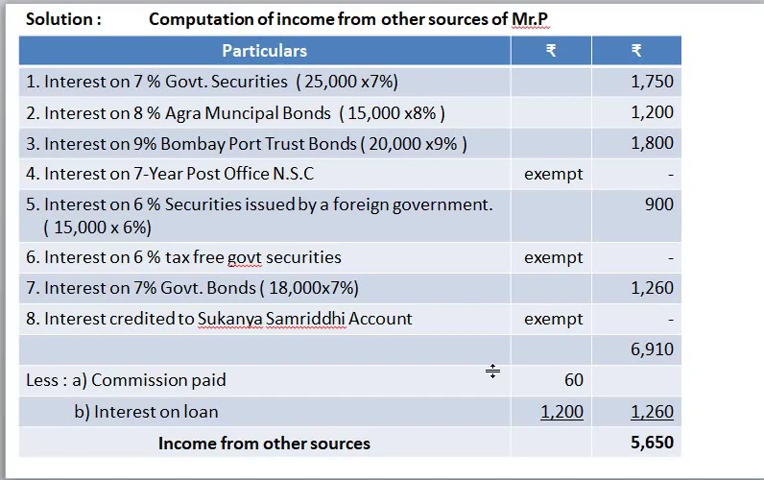 Solution : Computation of income from other sources of Mr.P
Particulars ₹ ₹
1. Interest on 7 % Govt. Securities ( 25,000 x7%) 1,750
2. Interest on 8 % Agra Muncipal Bonds ( 15,000 x8% ) 1,200
3. Interest on 9% Bombay Port Trust Bonds ( 20,000 x9% ) 1,800
4. Interest on 7-Year Post Office N.S.C exempt -
5. Interest on 6 % Securities issued by a foreign government. 900
( 15,000 x 6%)
6. Interest on 6 % tax free govt securities exempt -
7. Interest on 7% Govt. Bonds ( 18,000x7%) 1,260
8. Interest credited to Sukanya Samriddhi Account exempt -
6,910
Less : a) Commission paid 60
b) Interest on loan 1,200 1,260
Income from other sources 5,650